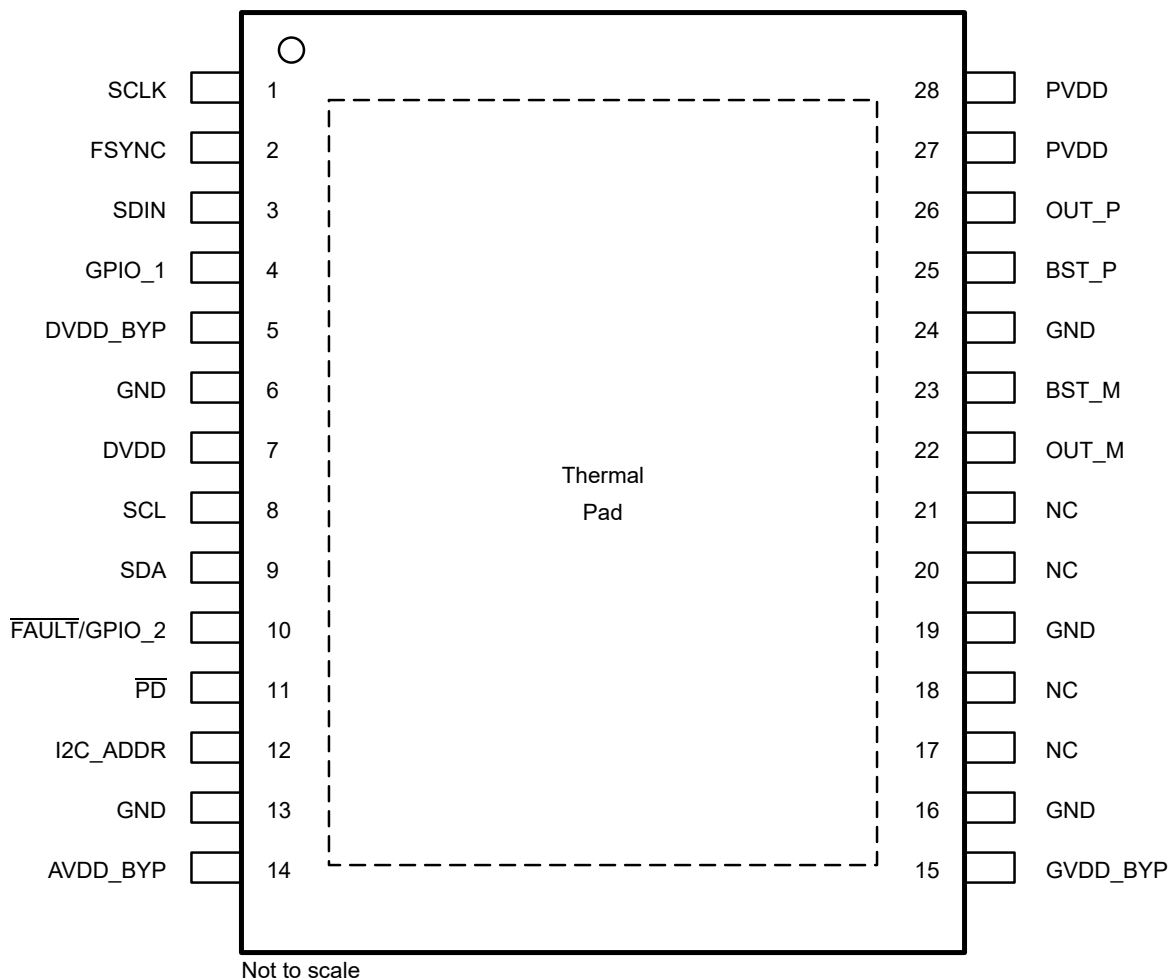 SCLK 1 28 PVDD
FSYNC 2 27 PVDD
SDIN 3 26 OUT_P
GPIO_1 4 25 BST_P
DVDD_BYP 5 24 GND
GND 6 23 BST_M
DVDD 7 22 OUT_M
Thermal
Pad
SCL 8 21 NC
SDA 9 20 NC
F̅A̅U̅L̅T̅/GPIO_2 10 19 GND
P̅D̅ 11 18 NC
I2C_ADDR 12 17 NC
GND 13 16 GND
AVDD_BYP 14 15 GVDD_BYP
Not to scale